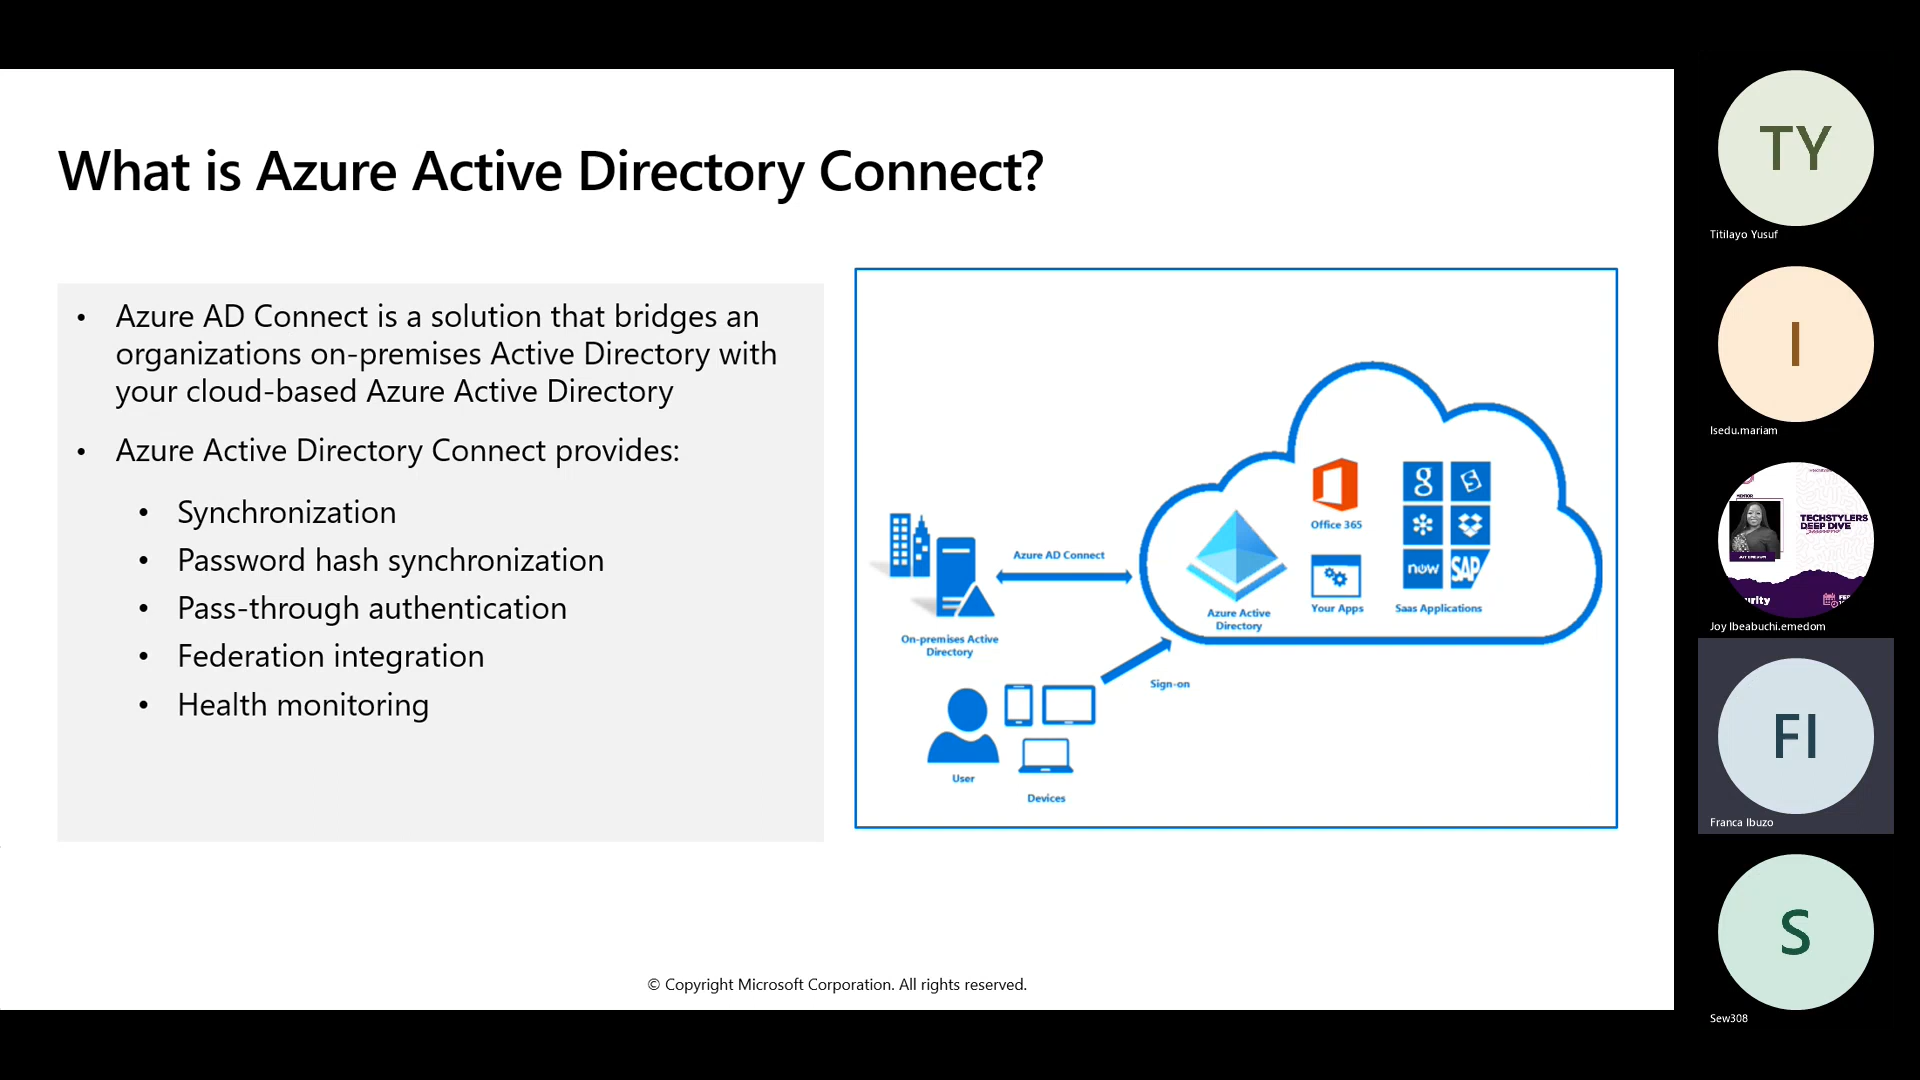 What is Azure Active Directory Connect?
• Azure AD Connect is a solution that bridges an
organizations on-premises Active Directory with
your cloud-based Azure Active Directory
• Azure Active Directory Connect provides:
• Synchronization
• Password hash synchronization
• Pass-through authentication
• Federation integration
• Health monitoring
On-premises Active
Directory
Azure AD Connect
Azure Active
Directory
Office 365
Your Apps
g
now
SAP
Saas Applications
Sign-on
User
Devices
© Copyright Microsoft Corporation. All rights reserved.
TY
Titilayo Yusuf
I
Isedu.mariam
MENTOR
TECHSTYLERS
DEEP DIVE
urity
Joy Ibeabuchi.emedom
FI
Franca Ibuzo
S
Sew308